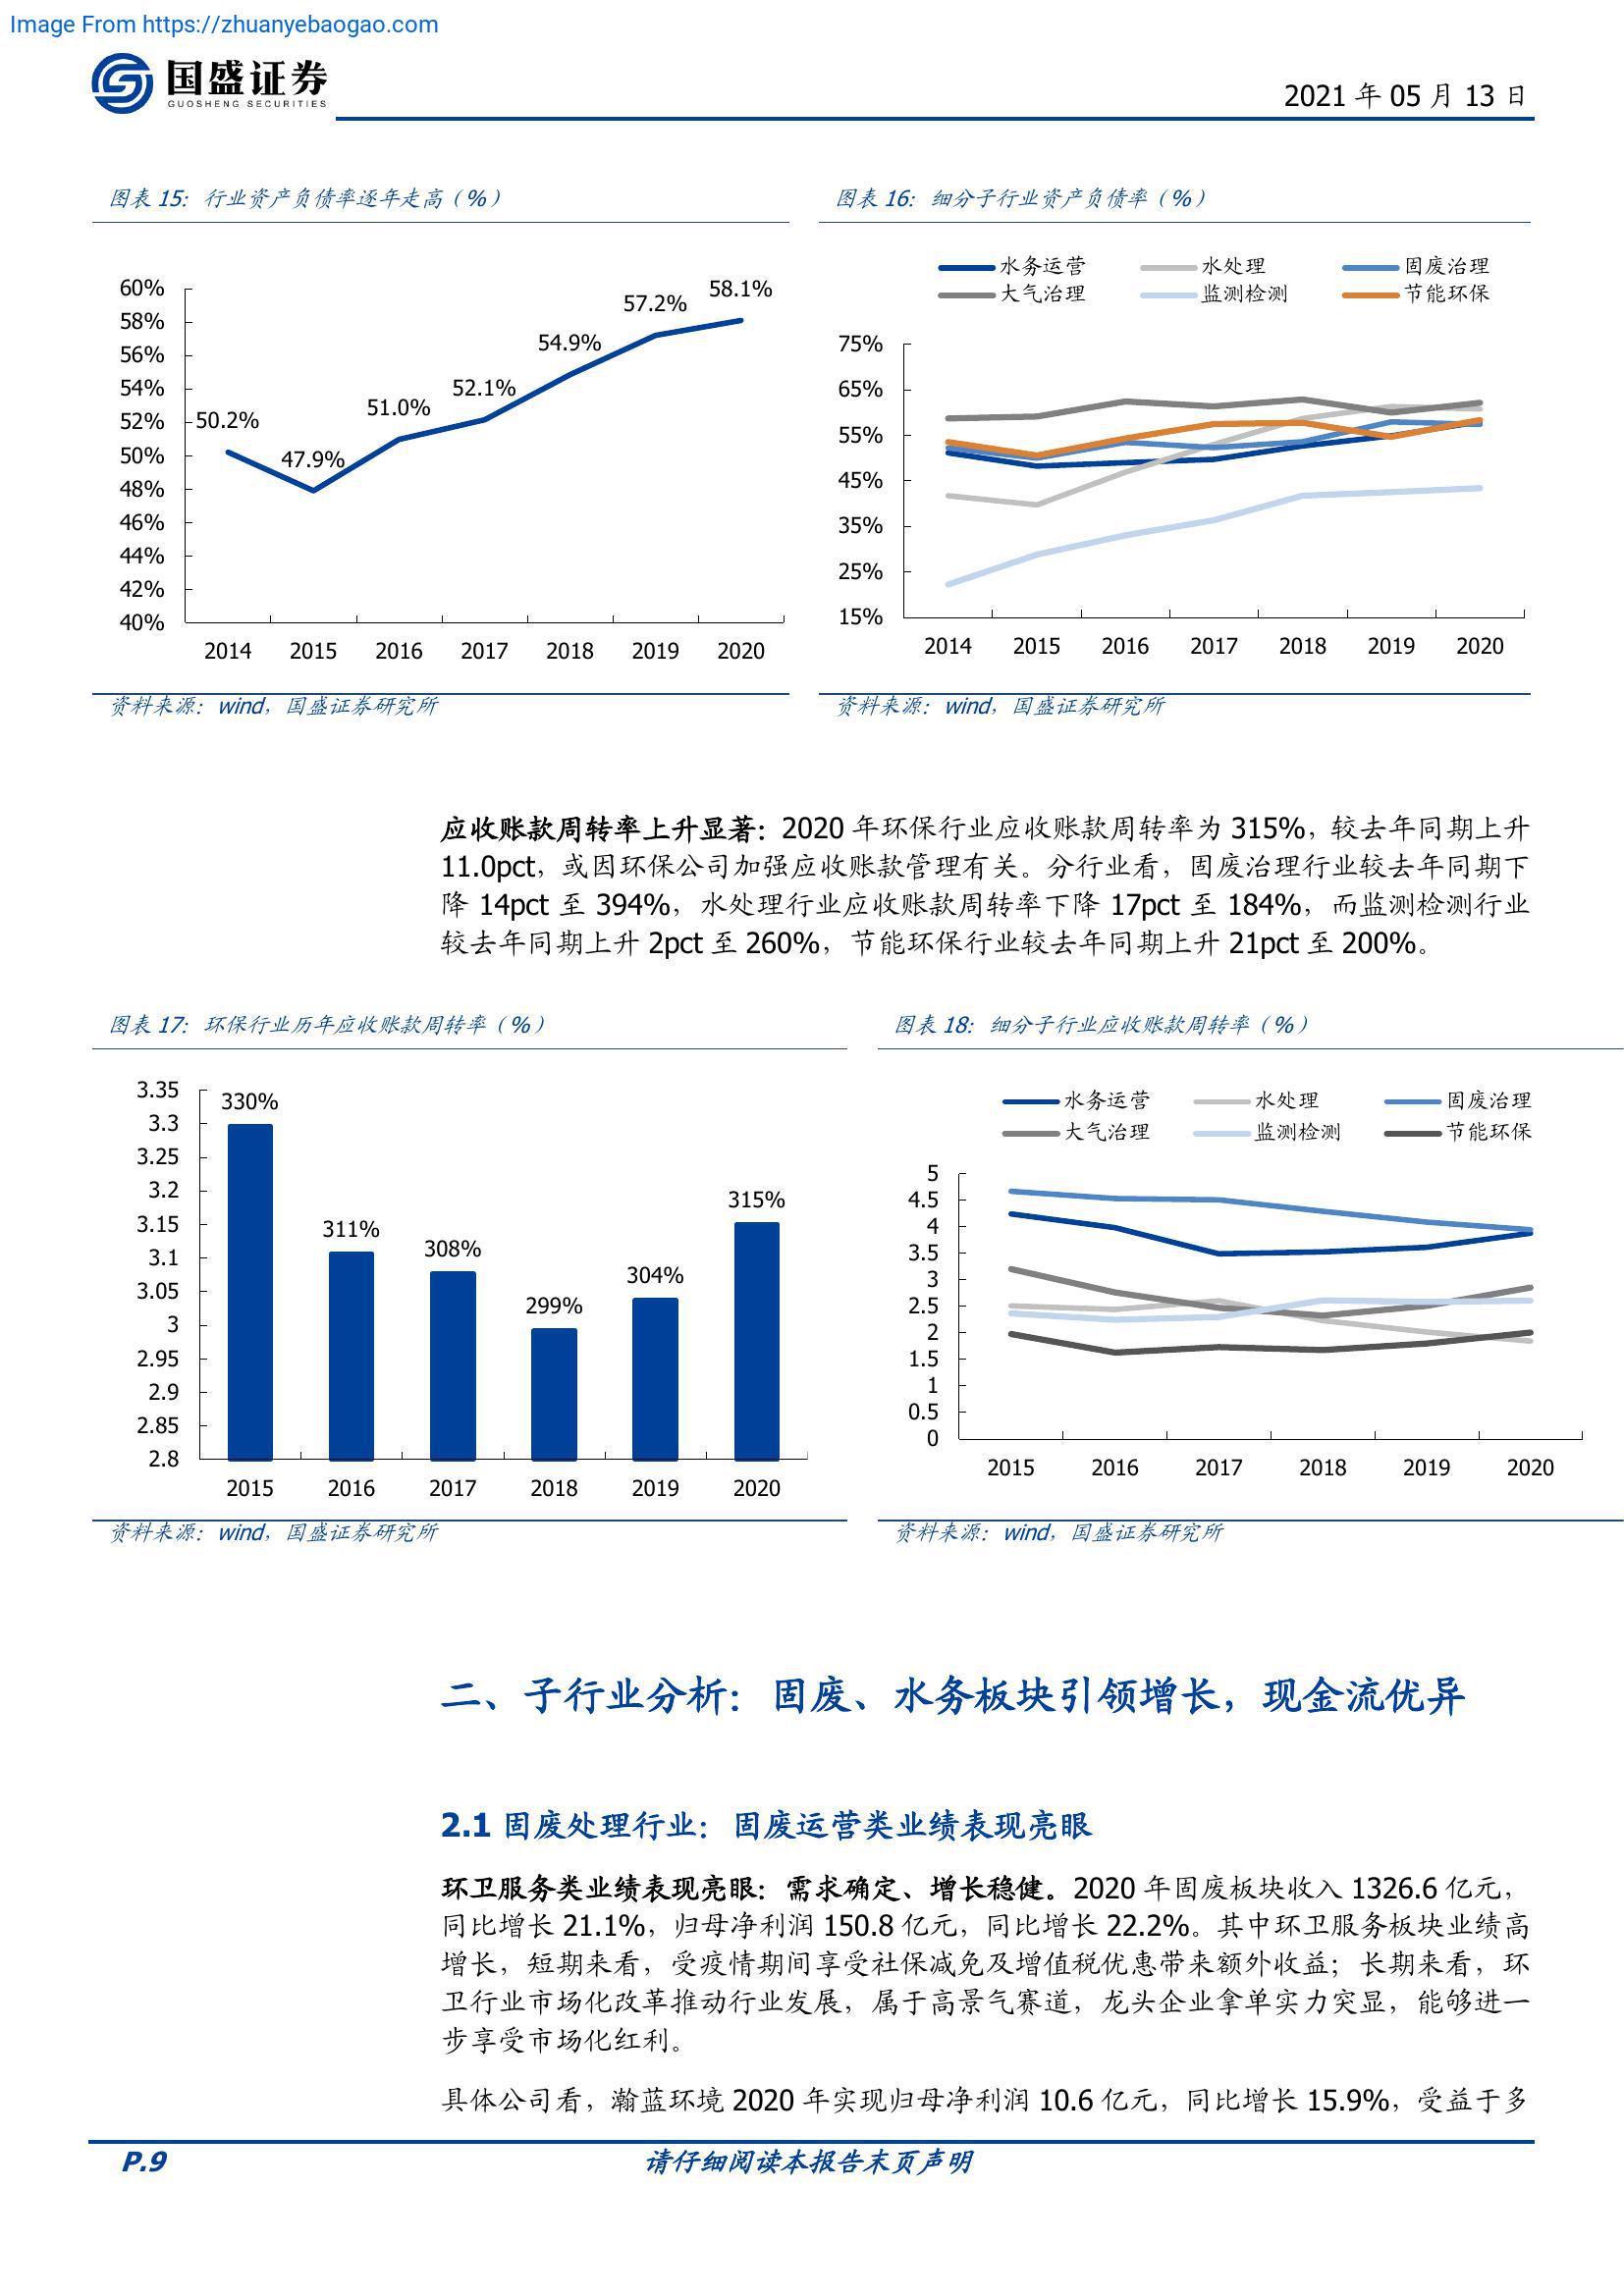 Image From https://zhuanyebaogao.com
国盛证券
GUOSHENG SECURITIES
2021 年 05 月 13 日
图表 15：行业资产负债率逐年走高（%）
60%
58%
56%
54%
52%
50%
48%
46%
44%
42%
40%
50.2%
47.9%
51.0%
52.1%
54.9%
57.2%
58.1%
2014 2015 2016 2017 2018 2019 2020
资料来源：wind，国盛证券研究所
图表 16：细分子行业资产负债率（%）
水务运营 水处理 固废治理
大气治理 监测检测 节能环保
75%
65%
55%
45%
35%
25%
15%
2014 2015 2016 2017 2018 2019 2020
资料来源：wind，国盛证券研究所
应收账款周转率上升显著：2020 年环保行业应收账款周转率为 315%，较去年同期上升
11.0pct，或因环保公司加强应收账款管理有关。分行业看，固废治理行业较去年同期下
降 14pct 至 394%，水处理行业应收账款周转率下降 17pct 至 184%，而监测检测行业
较去年同期上升 2pct 至 260%，节能环保行业较去年同期上升 21pct 至 200%。
图表 17：环保行业历年应收账款周转率（%）
3.35
3.3
3.25
3.2
3.15
3.1
3.05
3
2.95
2.9
2.85
2.8
330%
311%
308%
299%
304%
315%
2015 2016 2017 2018 2019 2020
资料来源：wind，国盛证券研究所
图表 18：细分子行业应收账款周转率（%）
水务运营 水处理 固废治理
大气治理 监测检测 节能环保
5
4.5
4
3.5
3
2.5
2
1.5
1
0.5
0
2015 2016 2017 2018 2019 2020
资料来源：wind，国盛证券研究所
二、子行业分析：固废、水务板块引领增长，现金流优异
2.1 固废处理行业：固废运营类业绩表现亮眼
环卫服务类业绩表现亮眼：需求确定、增长稳健。2020 年固废板块收入 1326.6 亿元，
同比增长 21.1%，归母净利润 150.8 亿元，同比增长 22.2%。其中环卫服务板块业绩高
增长，短期来看，受疫情期间享受社保减免及增值税优惠带来额外收益；长期来看，环
卫行业市场化改革推动行业发展，属于高景气赛道，龙头企业拿单实力突显，能够进一
步享受市场化红利。
具体公司看，瀚蓝环境 2020 年实现归母净利润 10.6 亿元，同比增长 15.9%，受益于多
P.9
请仔细阅读本报告末页声明